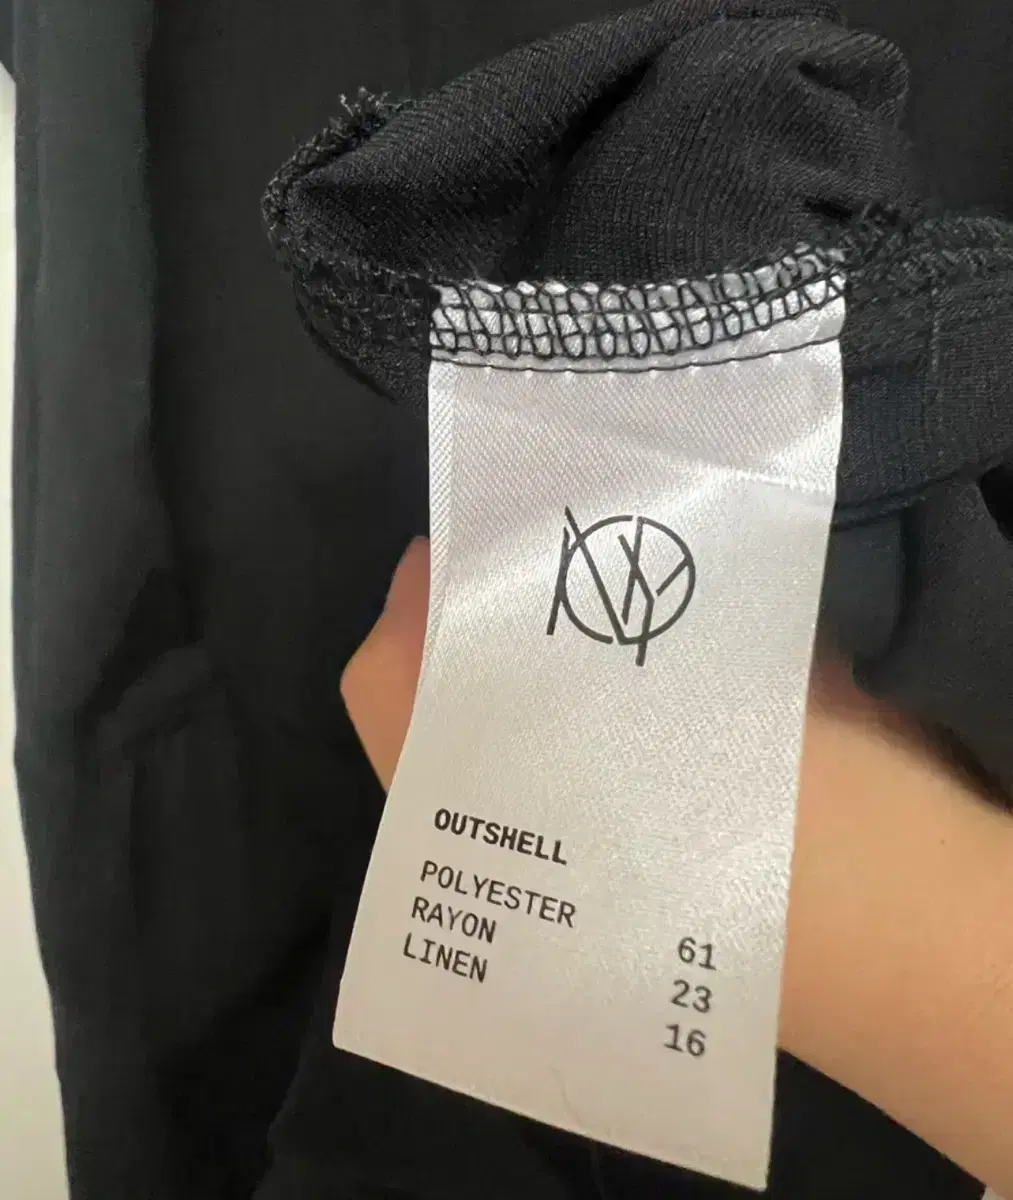 OUTSHELL
POLYESTER 61
RAYON 23
LINEN 16